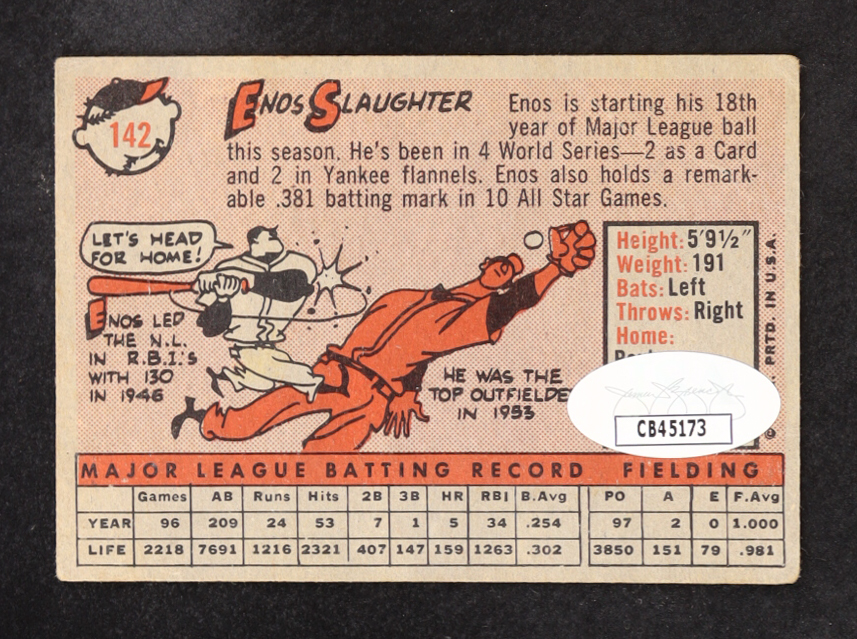 142
ENOS SLAUGHTER
Enos is starting his 18th
year of Major League ball
this season. He's been in 4 World Series—2 as a Card
and 2 in Yankee flannels. Enos also holds a remark-
able .381 batting mark in 10 All Star Games.
LET'S HEAD
FOR HOME!
ENOS LED
THE N.L.
IN R.B.I.'S
WITH 130
IN 1946
HE WAS THE
TOP OUTFIELDE
IN 1953
Height: 5'9½"
Weight: 191
Bats: Left
Throws: Right
Home:
CB45173
PRTD. IN U.S.A.
MAJOR LEAGUE BATTING RECORD FIELDING
Games AB Runs Hits 2B 3B HR RBI B.Avg PO A E F.Avg
YEAR 96 209 24 53 7 1 5 34 .254 97 2 0 1.000
LIFE 2218 7691 1216 2321 407 147 159 1263 .302 3850 151 79 .981